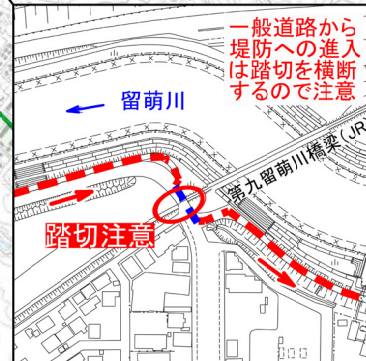 一般道路から
堤防への進入
は踏切を横断
するので注意
留萌川
第九留萌川橋梁(JR
踏切注意